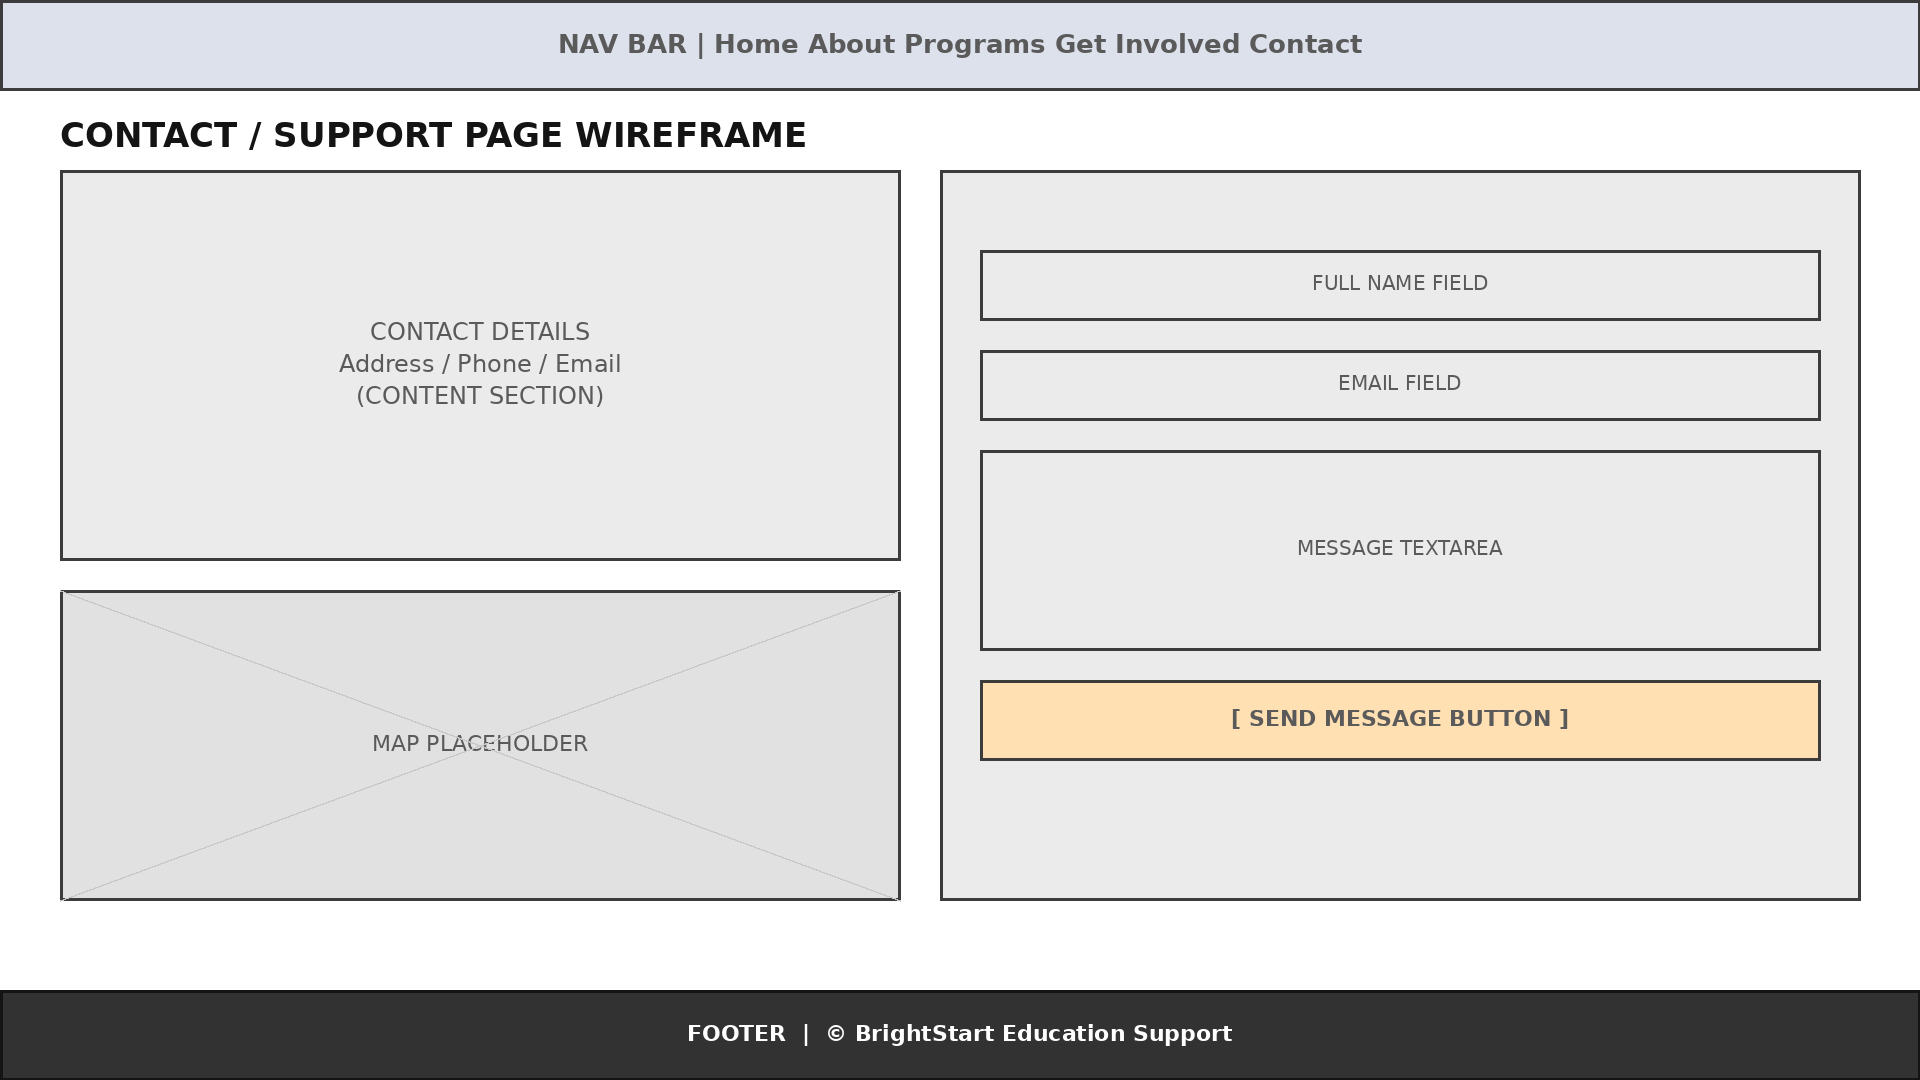 NAV BAR | Home About Programs Get Involved Contact
CONTACT / SUPPORT PAGE WIREFRAME
CONTACT DETAILS
Address / Phone / Email
(CONTENT SECTION)
MAP PLACEHOLDER
FULL NAME FIELD
EMAIL FIELD
MESSAGE TEXTAREA
[ SEND MESSAGE BUTTON ]
FOOTER | © BrightStart Education Support